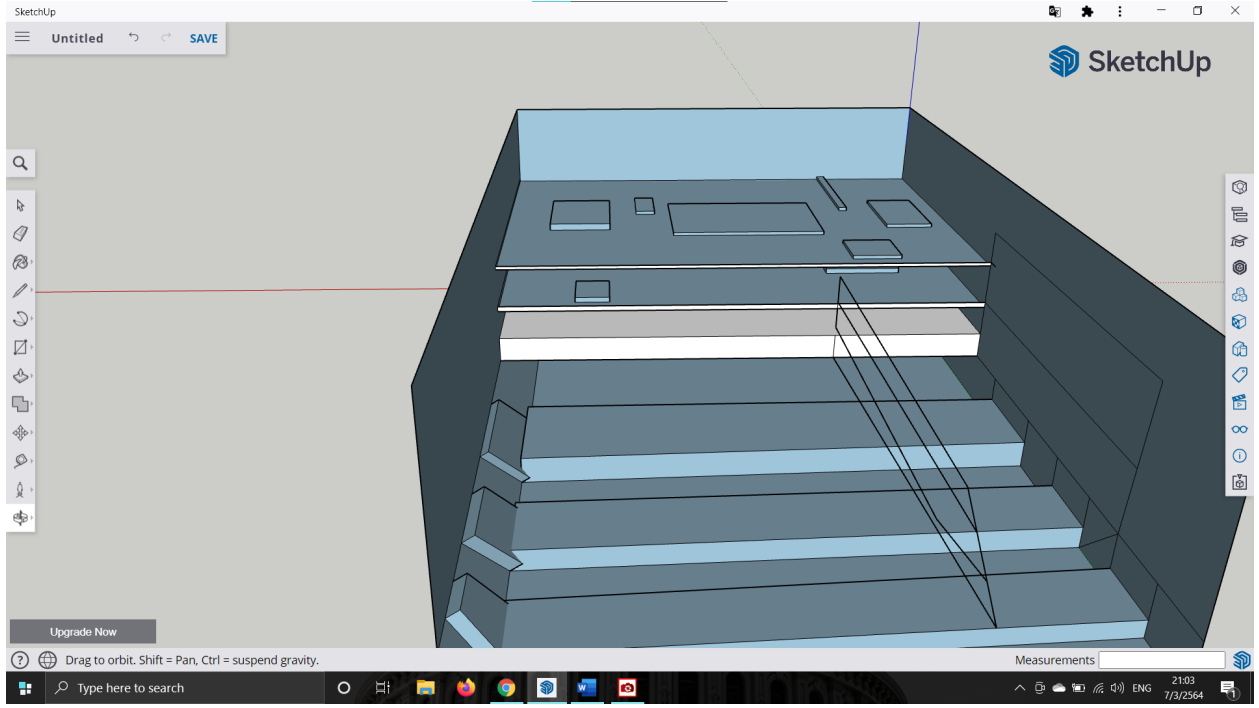 SketchUp
Untitled
SAVE
SketchUp
Upgrade Now
Drag to orbit. Shift = Pan, Ctrl = suspend gravity.
Measurements
Type here to search
ENG
21:03
7/3/2564
1